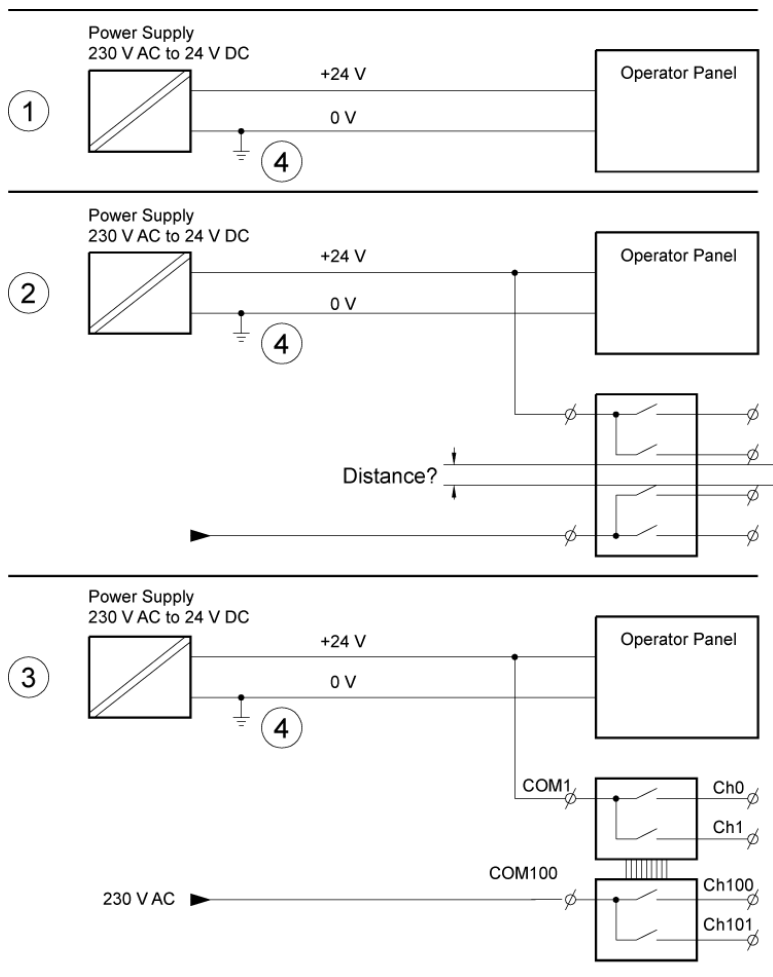 Power Supply
230 V AC to 24 V DC
+24 V
Operator Panel
1
0 V
4
Power Supply
230 V AC to 24 V DC
+24 V
Operator Panel
2
0 V
4
Distance?
Power Supply
230 V AC to 24 V DC
+24 V
Operator Panel
3
0 V
4
COM1
Ch0
Ch1
COM100
Ch100
230 V AC
Ch101